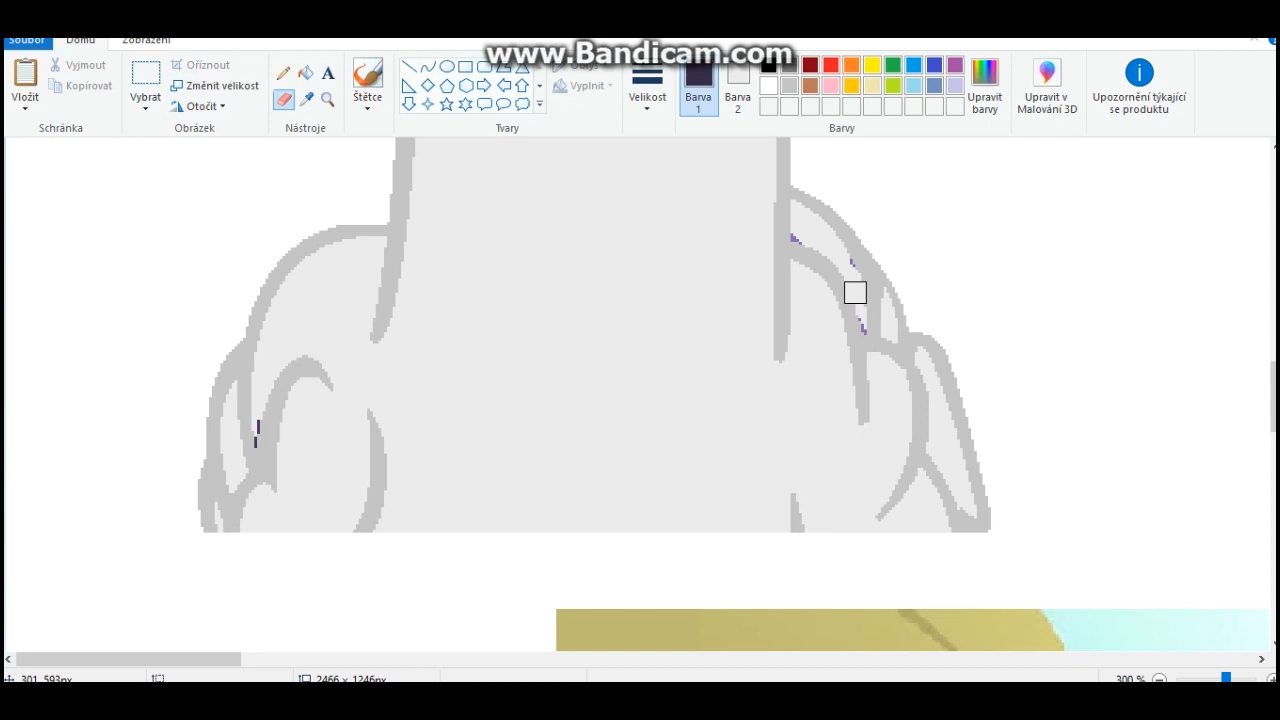 www.Bandicam.com
Soubor Domů Zobrazení
Vložit
Vyjmout
Kopírovat
Schránka
Vybrat
Oříznout
Změnit velikost
Otočit
Obrázek
A
Nástroje
Štětce
Obrys
Vyplnit
Tvary
Velikost
Barva
1
Barva
2
Upravit
barvy
Barvy
Upravit v
Malování 3D
Upozornění týkající
se produktu
301, 593px
2466 × 1246px
300 %